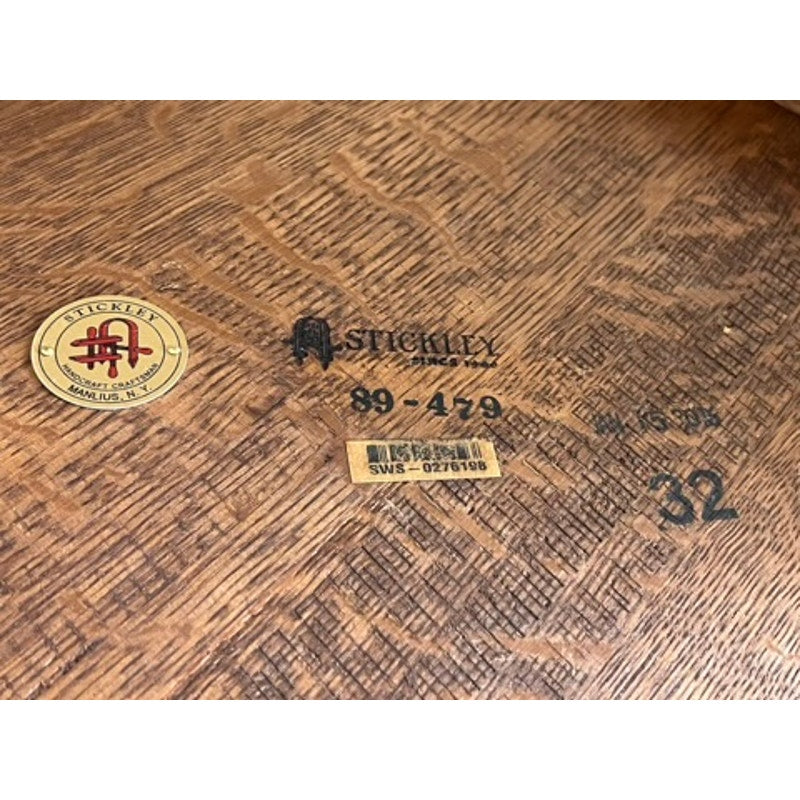 STICKLEY
HANDCRAFT CRAFTSMAN
MANLIUS, N.Y.
STICKLEY
SINCE 1900
89-479
SWS-0276198
32